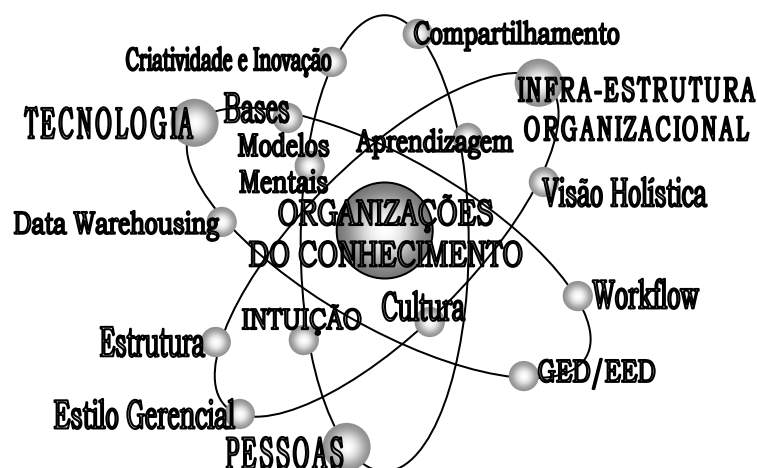 Compartilhamento
Criatividade e Inovação
INFRA-ESTRUTURA
ORGANIZACIONAL
TECNOLOGIA
Bases
Modelos
Mentais
Aprendizagem
Visão Holística
Data Warehousing
ORGANIZAÇÕES
DO CONHECIMENTO
Workflow
Cultura
INTUIÇÃO
Estrutura
GED/EED
Estilo Gerencial
PESSOAS